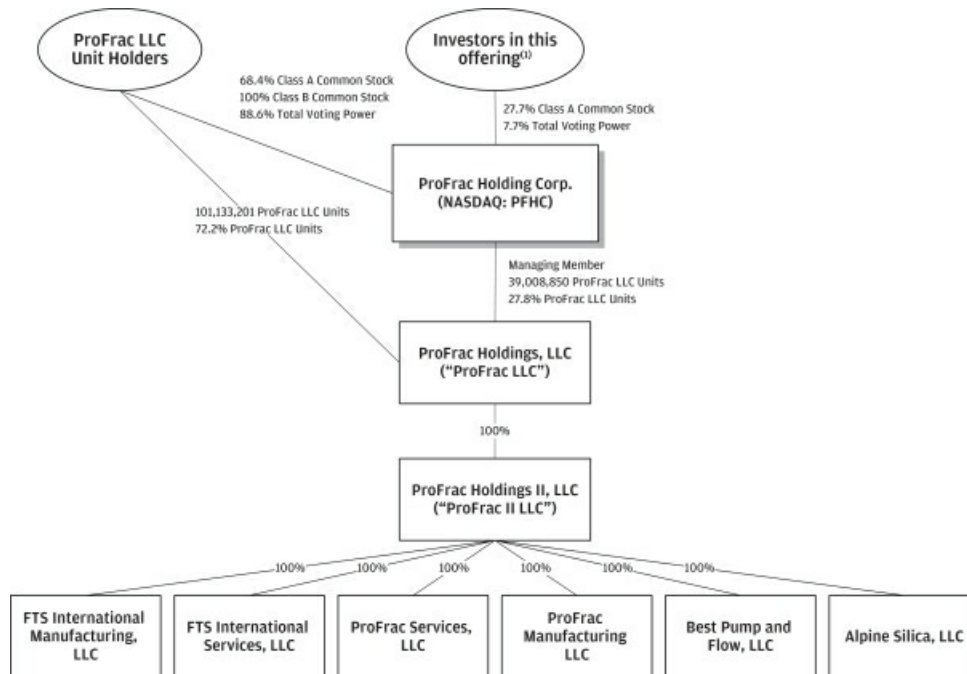 ProFrac LLC
Unit Holders
Investors in this
offering(1)
68.4% Class A Common Stock
100% Class B Common Stock
88.6% Total Voting Power
27.7% Class A Common Stock
7.7% Total Voting Power
ProFrac Holding Corp.
(NASDAQ: PFHC)
101,133,201 ProFrac LLC Units
72.2% ProFrac LLC Units
Managing Member
39,008,850 ProFrac LLC Units
27.8% ProFrac LLC Units
ProFrac Holdings, LLC
(“ProFrac LLC”)
100%
ProFrac Holdings II, LLC
(“ProFrac II LLC”)
100%
100%
100%
100%
100%
100%
FTS International
Manufacturing,
LLC
FTS International
Services, LLC
ProFrac Services,
LLC
ProFrac
Manufacturing
LLC
Best Pump and
Flow, LLC
Alpine Silica, LLC